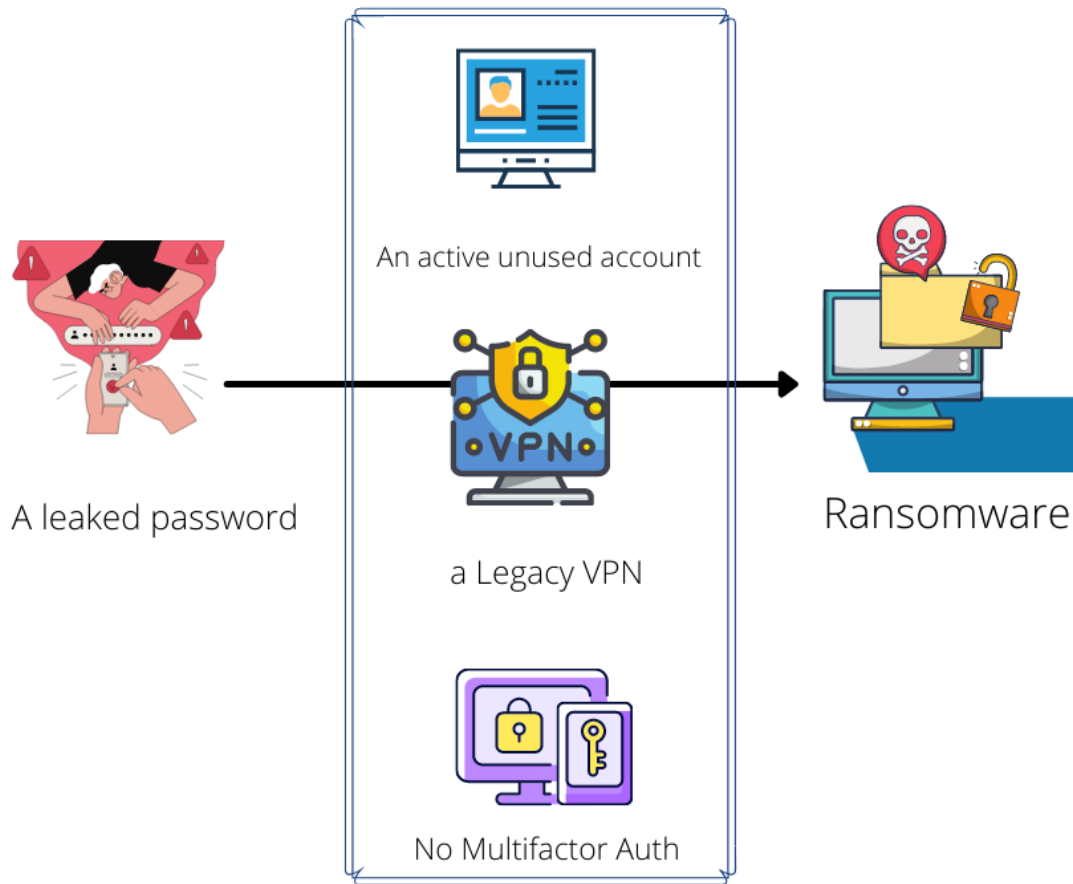 An active unused account
VPN
A leaked password
Ransomware
a Legacy VPN
No Multifactor Auth